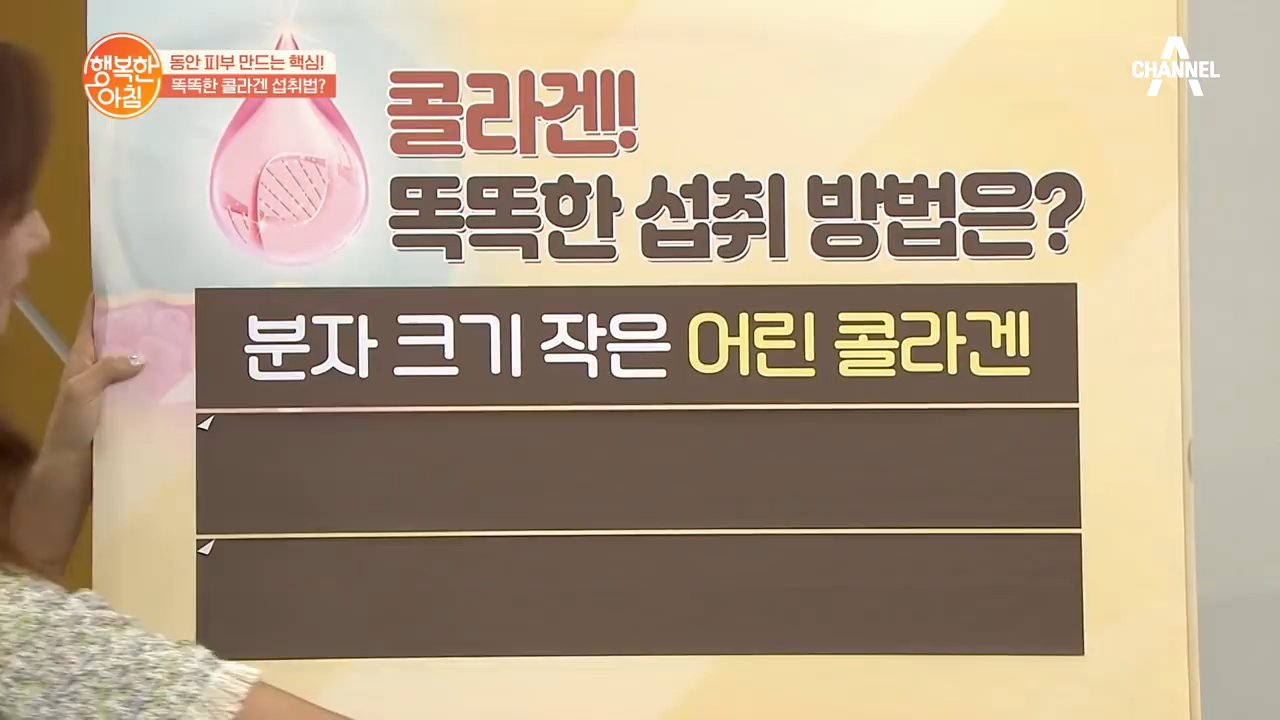 행복한
아침
동안 피부 만드는 핵심!
똑똑한 콜라겐 섭취법?
CHANNEL A
콜라겐!
똑똑한 섭취 방법은?
분자 크기 작은 어린 콜라겐